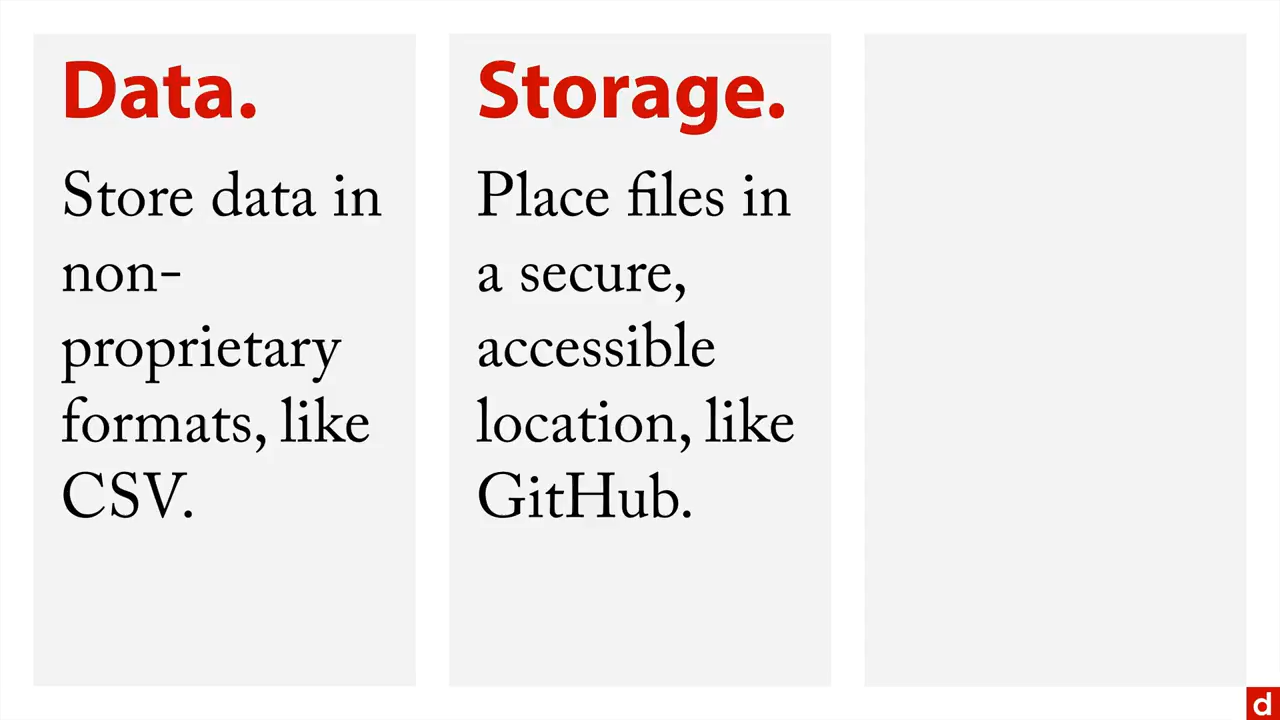 Data.
Store data in
non-
proprietary
formats, like
CSV.
Storage.
Place files in
a secure,
accessible
location, like
GitHub.
d